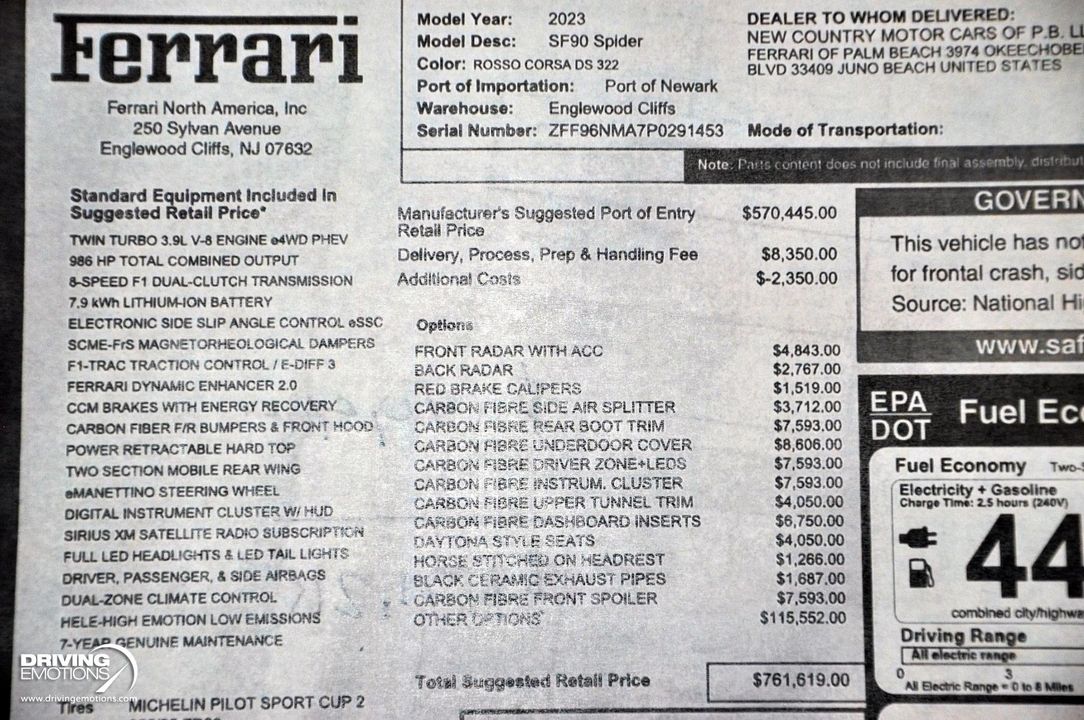 Ferrari
Ferrari North America, Inc
250 Sylvan Avenue
Englewood Cliffs, NJ 07632
Model Year: 2023
Model Desc: SF90 Spider
Color: ROSSO CORSA DS 322
Port of Importation: Port of Newark
Warehouse: Englewood Cliffs
Serial Number: ZFF96NMA7P0291453
DEALER TO WHOM DELIVERED:
NEW COUNTRY MOTOR CARS OF P.B. LL
FERRARI OF PALM BEACH 3974 OKEECHOBE
BLVD 33409 JUNO BEACH UNITED STATES
Mode of Transportation:
Note: Parts content does not include final assembly, distribut
Standard Equipment Included In
Suggested Retail Price*
TWIN TURBO 3.9L V-8 ENGINE e4WD PHEV
986 HP TOTAL COMBINED OUTPUT
8-SPEED F1 DUAL-CLUTCH TRANSMISSION
7.9 kWh LITHIUM-ION BATTERY
ELECTRONIC SIDE SLIP ANGLE CONTROL eSSC
SCME-FrS MAGNETORHEOLOGICAL DAMPERS
F1-TRAC TRACTION CONTROL / E-DIFF 3
FERRARI DYNAMIC ENHANCER 2.0
CCM BRAKES WITH ENERGY RECOVERY
CARBON FIBER F/R BUMPERS & FRONT HOOD
POWER RETRACTABLE HARD TOP
TWO SECTION MOBILE REAR WING
eMANETTINO STEERING WHEEL
DIGITAL INSTRUMENT CLUSTER W/ HUD
SIRIUS XM SATELLITE RADIO SUBSCRIPTION
FULL LED HEADLIGHTS & LED TAIL LIGHTS
DRIVER, PASSENGER, & SIDE AIRBAGS
DUAL-ZONE CLIMATE CONTROL
HELE-HIGH EMOTION LOW EMISSIONS
7-YEAR GENUINE MAINTENANCE
Tires MICHELIN PILOT SPORT CUP 2
Manufacturer's Suggested Port of Entry $570,445.00
Retail Price
Delivery, Process, Prep & Handling Fee $8,350.00
Additional Costs $-2,350.00
Options
FRONT RADAR WITH ACC $4,843.00
BACK RADAR $2,767.00
RED BRAKE CALIPERS $1,519.00
CARBON FIBRE SIDE AIR SPLITTER $3,712.00
CARBON FIBRE REAR BOOT TRIM $7,593.00
CARBON FIBRE UNDERDOOR COVER $8,606.00
CARBON FIBRE DRIVER ZONE+LEDS $7,593.00
CARBON FIBRE INSTRUM. CLUSTER $7,593.00
CARBON FIBRE UPPER TUNNEL TRIM $4,050.00
CARBON FIBRE DASHBOARD INSERTS $6,750.00
DAYTONA STYLE SEATS $4,050.00
HORSE STITCHED ON HEADREST $1,266.00
BLACK CERAMIC EXHAUST PIPES $1,687.00
CARBON FIBRE FRONT SPOILER $7,593.00
OTHER OPTIONS* $115,552.00
Total Suggested Retail Price $761,619.00
GOVERN
This vehicle has not
for frontal crash, sid
Source: National Hi
www.saf
EPA
DOT
Fuel Ec
Fuel Economy Two-
Electricity + Gasoline
Charge Time: 2.5 hours (240V)
44
combined city/highwa
Driving Range
All electric range
0 3
All Electric Range = 0 to 8 Miles
DRIVING
EMOTIONS
www.drivingemotions.com